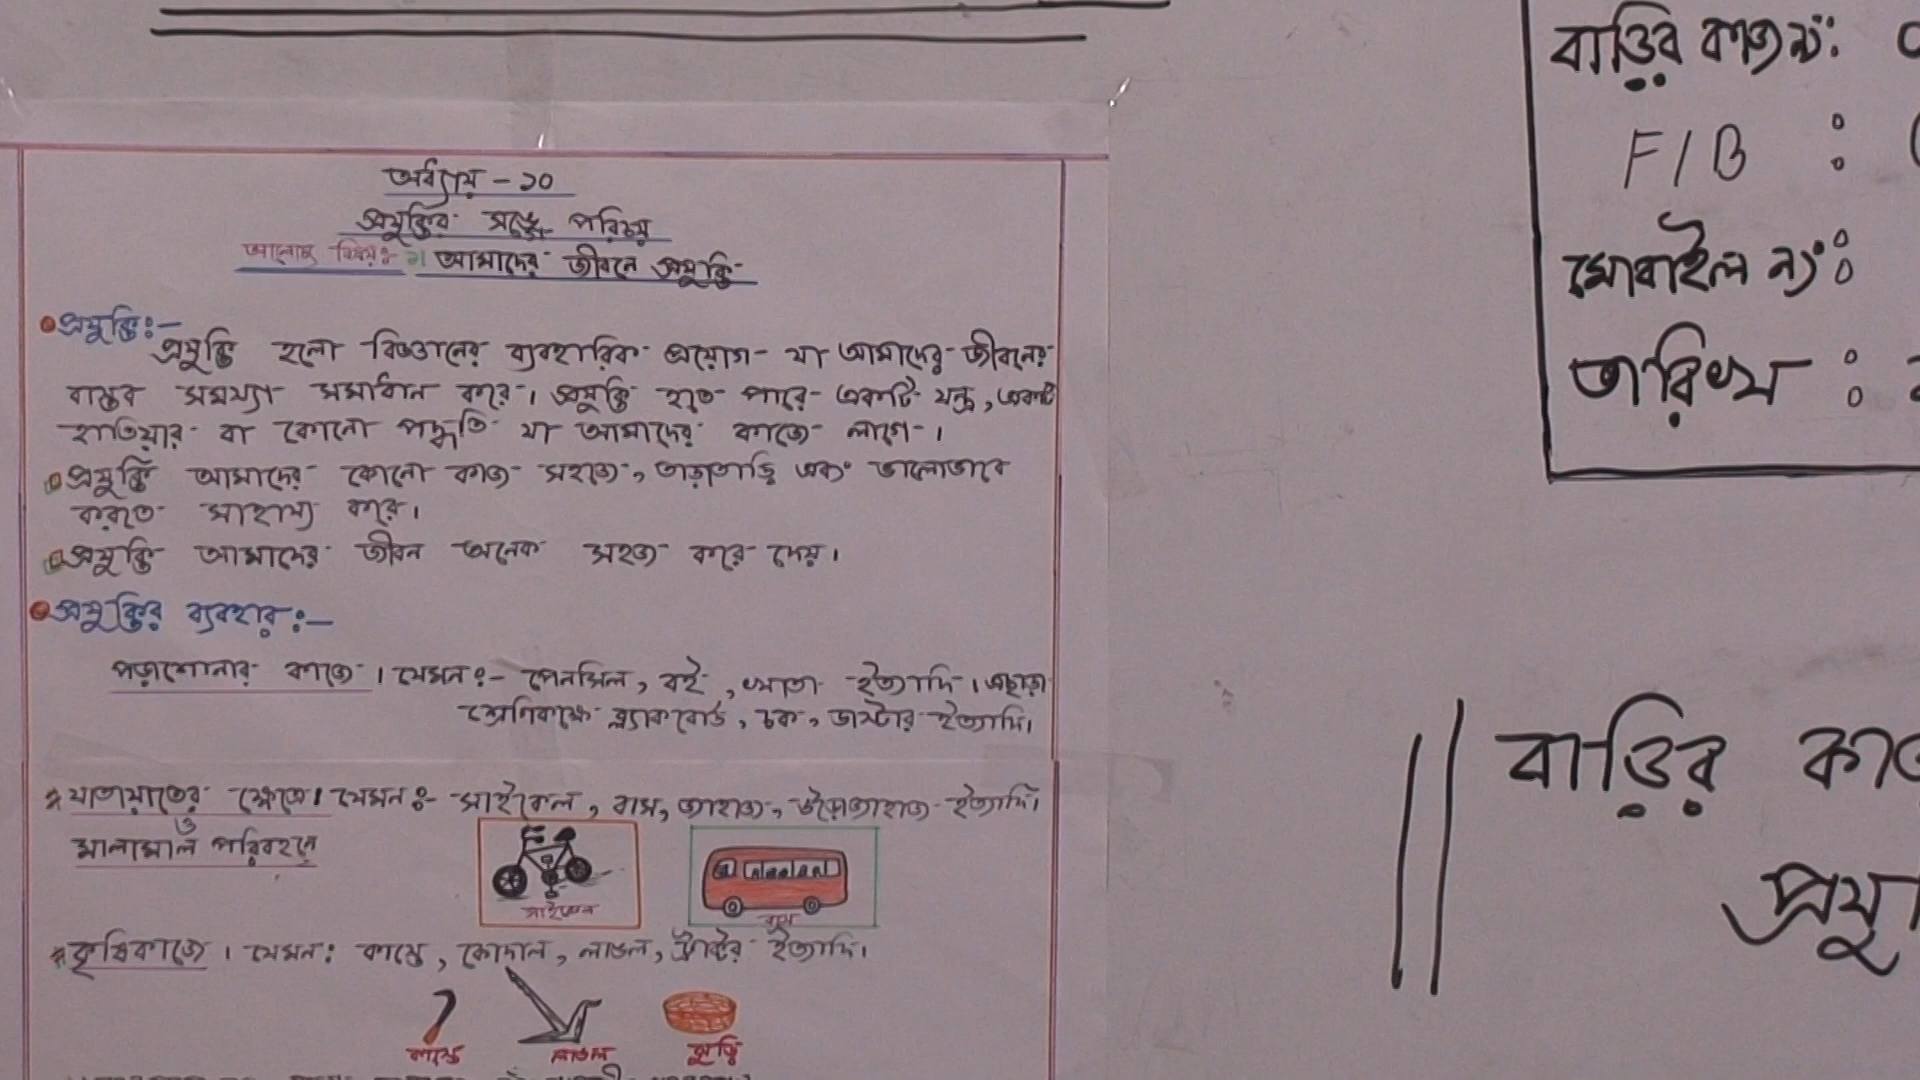 অধ্যায় - ১০
প্রযুক্তির সঙ্গে পরিচয়
আলোচ্য বিষয়ঃ ১। আমাদের জীবনে প্রযুক্তি
প্রযুক্তিঃ-
প্রযুক্তি হলো বিজ্ঞানের ব্যবহারিক প্রয়োগ যা আমাদের জীবনের
বাস্তব সমস্যা সমাধান করে। প্রযুক্তি হতে পারে একটি যন্ত্র, একটি
হাতিয়ার বা কোনো পদ্ধতি যা আমাদের কাজে লাগে।
প্রযুক্তি আমাদের কোনো কাজ সহজে, তাড়াতাড়ি এবং ভালোভাবে
করতে সাহায্য করে।
প্রযুক্তি আমাদের জীবন অনেক সহজ করে দেয়।
প্রযুক্তির ব্যবহারঃ-
পড়াশোনার কাজে। যেমনঃ- পেনসিল, বই, খাতা ইত্যাদি। এছাড়া
শ্রেণিকক্ষে ব্ল্যাকবোর্ড, চক, ডাস্টার ইত্যাদি।
যাতায়াতের ক্ষেত্রে। যেমনঃ- সাইকেল, বাস, জাহাজ, উড়োজাহাজ ইত্যাদি।
ও
মালামাল পরিবহনে
সাইকেল
বাস
কৃষিকাজে। যেমনঃ কাস্তে, কোদাল, লাঙল, ট্রাক্টর ইত্যাদি।
কাস্তে
লাঙল
ঝুড়ি
বাড়ির কাজ নং:
F/B :
মোবাইল নং:
তারিখ :
বাড়ির